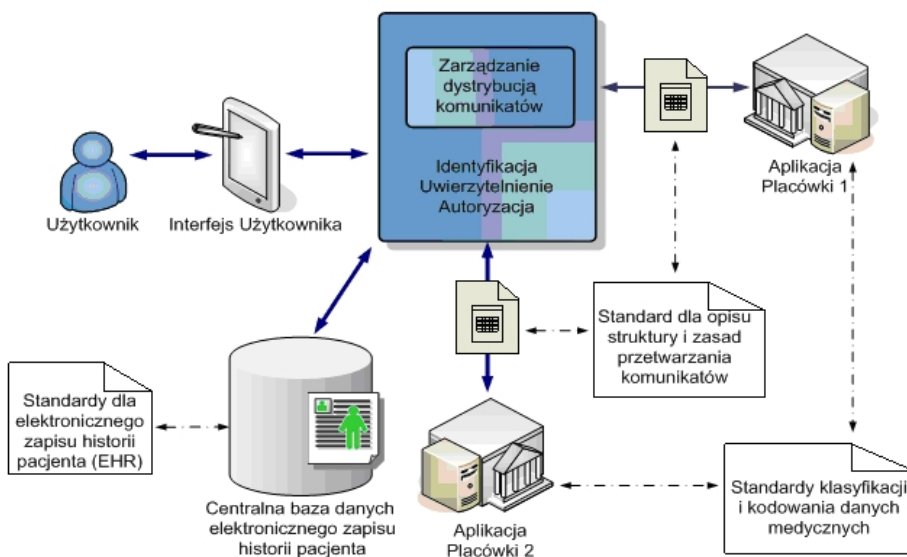 Zarządzanie
dystrybucją
komunikatów
Identyfikacja
Uwierzytelnienie
Autoryzacja
Użytkownik
Interfejs Użytkownika
Aplikacja
Placówki 1
Standard dla opisu
struktury i zasad
przetwarzania
komunikatów
Standardy dla
elektronicznego
zapisu historii
pacjenta (EHR)
Centralna baza danych
elektronicznego zapisu
historii pacjenta
Aplikacja
Placówki 2
Standardy klasyfikacji
i kodowania danych
medycznych